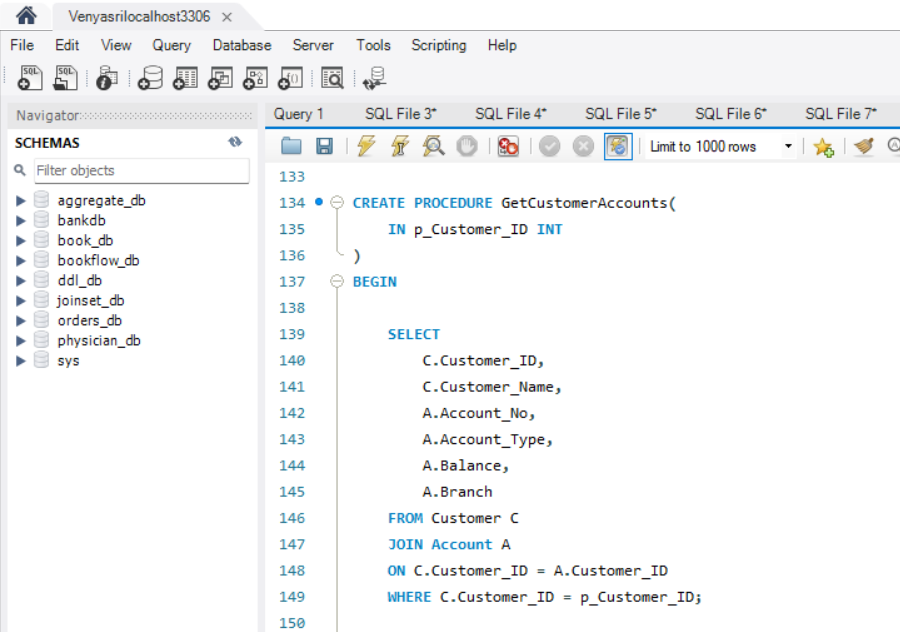 Venyasrilocalhost3306
File Edit View Query Database Server Tools Scripting Help
SQL SQL
Navigator
SCHEMAS
Filter objects
aggregate_db
bankdb
book_db
bookflow_db
ddl_db
joinset_db
orders_db
physician_db
sys
Query 1 SQL File 3* SQL File 4* SQL File 5* SQL File 6* SQL File 7*
Limit to 1000 rows
133
134 CREATE PROCEDURE GetCustomerAccounts(
135 IN p_Customer_ID INT
136 )
137 BEGIN
138
139 SELECT
140 C.Customer_ID,
141 C.Customer_Name,
142 A.Account_No,
143 A.Account_Type,
144 A.Balance,
145 A.Branch
146 FROM Customer C
147 JOIN Account A
148 ON C.Customer_ID = A.Customer_ID
149 WHERE C.Customer_ID = p_Customer_ID;
150